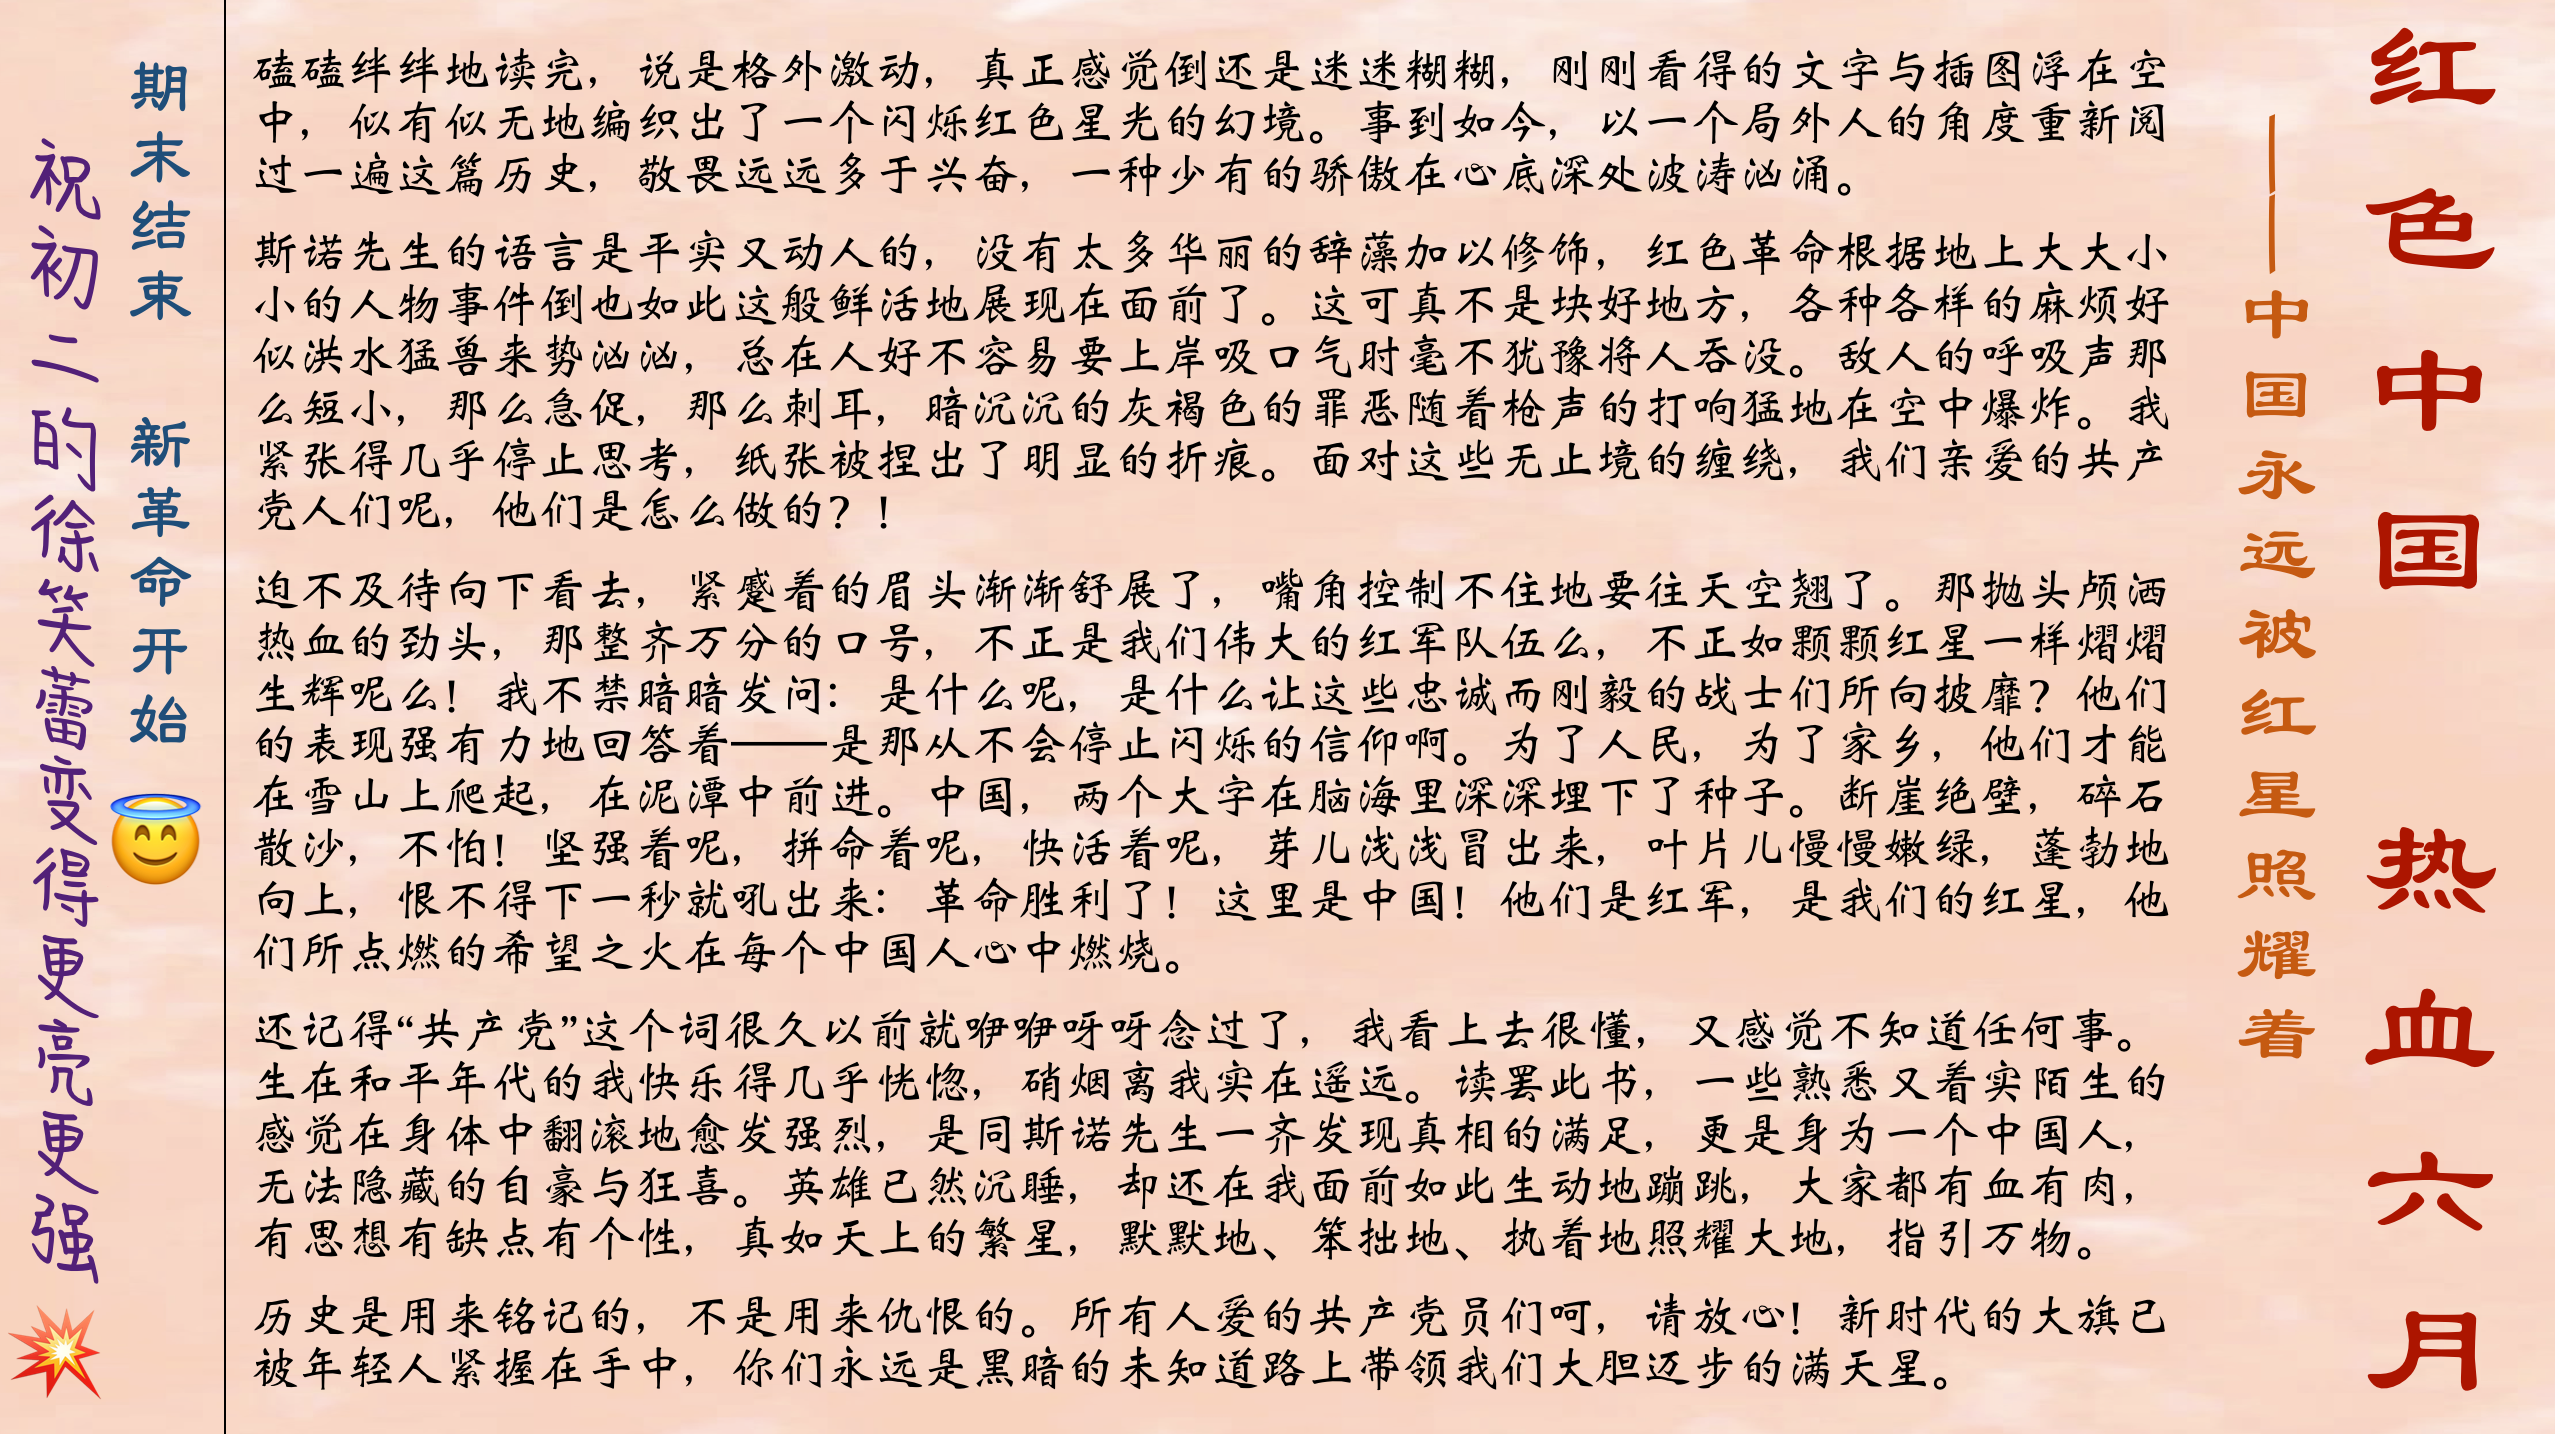 红色中国 热血六月
——中国永远被红星照耀着
磕磕绊绊地读完，说是格外激动，真正感觉倒还是迷迷糊糊，刚刚看得的文字与插图浮在空
中，似有似无地编织出了一个闪烁红色星光的幻境。事到如今，以一个局外人的角度重新阅
过一遍这篇历史，敬畏远远多于兴奋，一种少有的骄傲在心底深处波涛汹涌。
斯诺先生的语言是平实又动人的，没有太多华丽的辞藻加以修饰，红色革命根据地上大大小
小的人物事件倒也如此这般鲜活地展现在面前了。这可真不是块好地方，各种各样的麻烦好
似洪水猛兽来势汹汹，总在人好不容易要上岸吸口气时毫不犹豫将人吞没。敌人的呼吸声那
么短小，那么急促，那么刺耳，暗沉沉的灰褐色的罪恶随着枪声的打响猛地在空中爆炸。我
紧张得几乎停止思考，纸张被捏出了明显的折痕。面对这些无止境的缠绕，我们亲爱的共产
党人们呢，他们是怎么做的？！
迫不及待向下看去，紧蹙着的眉头渐渐舒展了，嘴角控制不住地要往天空翘了。那抛头颅洒
热血的劲头，那整齐万分的口号，不正是我们伟大的红军队伍么，不正如颗颗红星一样熠熠
生辉呢么！我不禁暗暗发问：是什么呢，是什么让这些忠诚而刚毅的战士们所向披靡？他们
的表现强有力地回答着——是那从不会停止闪烁的信仰啊。为了人民，为了家乡，他们才能
在雪山上爬起，在泥潭中前进。中国，两个大字在脑海里深深埋下了种子。断崖绝壁，碎石
散沙，不怕！坚强着呢，拼命着呢，快活着呢，芽儿浅浅冒出来，叶片儿慢慢嫩绿，蓬勃地
向上，恨不得下一秒就吼出来：革命胜利了！这里是中国！他们是红军，是我们的红星，他
们所点燃的希望之火在每个中国人心中燃烧。
还记得“共产党”这个词很久以前就咿咿呀呀念过了，我看上去很懂，又感觉不知道任何事。
生在和平年代的我快乐得几乎恍惚，硝烟离我实在遥远。读罢此书，一些熟悉又着实陌生的
感觉在身体中翻滚地愈发强烈，是同斯诺先生一齐发现真相的满足，更是身为一个中国人，
无法隐藏的自豪与狂喜。英雄已然沉睡，却还在我面前如此生动地蹦跳，大家都有血有肉，
有思想有缺点有个性，真如天上的繁星，默默地、笨拙地、执着地照耀大地，指引万物。
历史是用来铭记的，不是用来仇恨的。所有人爱的共产党员们呵，请放心！新时代的大旗已
被年轻人紧握在手中，你们永远是黑暗的未知道路上带领我们大胆迈步的满天星。
期末结束 新革命开始😇
祝初二的徐笑蕾变得更亮更强💥